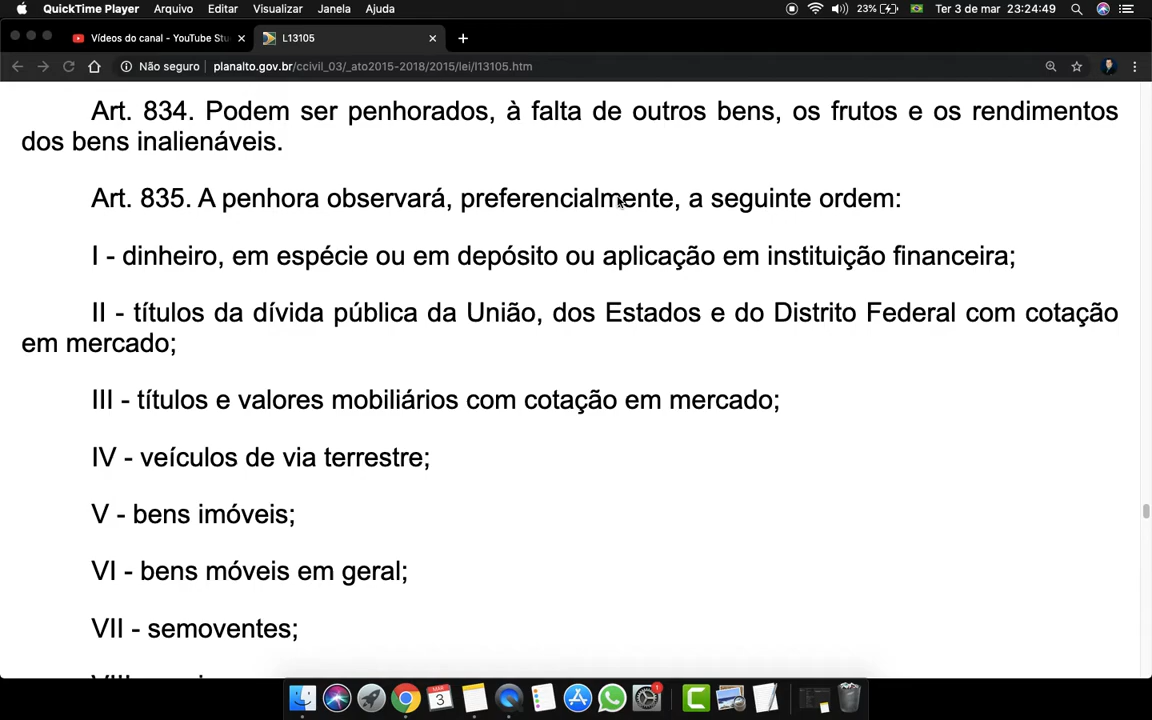 QuickTime Player Arquivo Editar Visualizar Janela Ajuda 23% Ter 3 de mar 23:24:49
Vídeos do canal - YouTube Stu L13105
Não seguro planalto.gov.br/ccivil_03/_ato2015-2018/2015/lei/l13105.htm
Art. 834. Podem ser penhorados, à falta de outros bens, os frutos e os rendimentos
dos bens inalienáveis.
Art. 835. A penhora observará, preferencialmente, a seguinte ordem:
I - dinheiro, em espécie ou em depósito ou aplicação em instituição financeira;
II - títulos da dívida pública da União, dos Estados e do Distrito Federal com cotação
em mercado;
III - títulos e valores mobiliários com cotação em mercado;
IV - veículos de via terrestre;
V - bens imóveis;
VI - bens móveis em geral;
VII - semoventes;
3
1